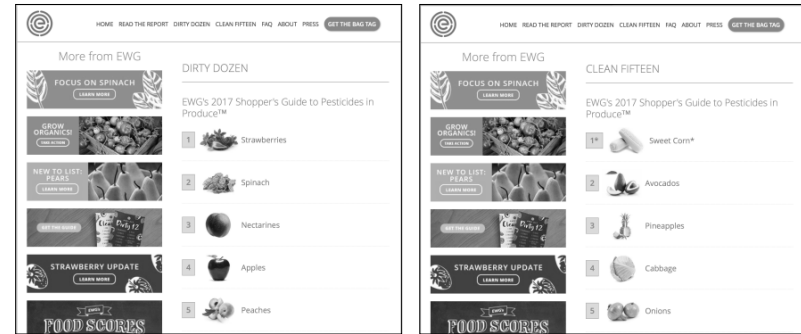 HOME READ THE REPORT DIRTY DOZEN CLEAN FIFTEEN FAQ ABOUT PRESS GET THE BAG TAG
More from EWG
FOCUS ON SPINACH
LEARN MORE
GROW
ORGANICS!
TAKE ACTION
NEW TO LIST:
PEARS
LEARN MORE
GET THE GUIDE
STRAWBERRY UPDATE
LEARN MORE
EWG'S
FOOD SCORES
DIRTY DOZEN
EWG's 2017 Shopper's Guide to Pesticides in
Produce™
1 Strawberries
2 Spinach
3 Nectarines
4 Apples
5 Peaches
HOME READ THE REPORT DIRTY DOZEN CLEAN FIFTEEN FAQ ABOUT PRESS GET THE BAG TAG
More from EWG
FOCUS ON SPINACH
LEARN MORE
GROW
ORGANICS!
TAKE ACTION
NEW TO LIST:
PEARS
LEARN MORE
GET THE GUIDE
STRAWBERRY UPDATE
LEARN MORE
EWG'S
FOOD SCORES
CLEAN FIFTEEN
EWG's 2017 Shopper's Guide to Pesticides in
Produce™
1* Sweet Corn*
2 Avocados
3 Pineapples
4 Cabbage
5 Onions